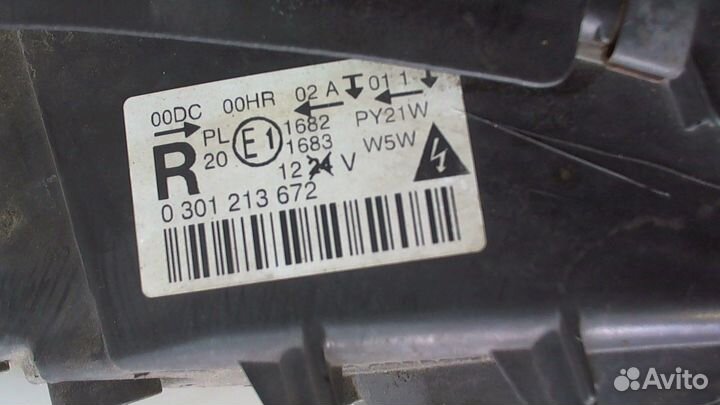 00DC 00HR 02 A 01 1
PL E1 1682 PY21W
R 20 1683 W5W
12 24 V
0 301 213 672
Avito